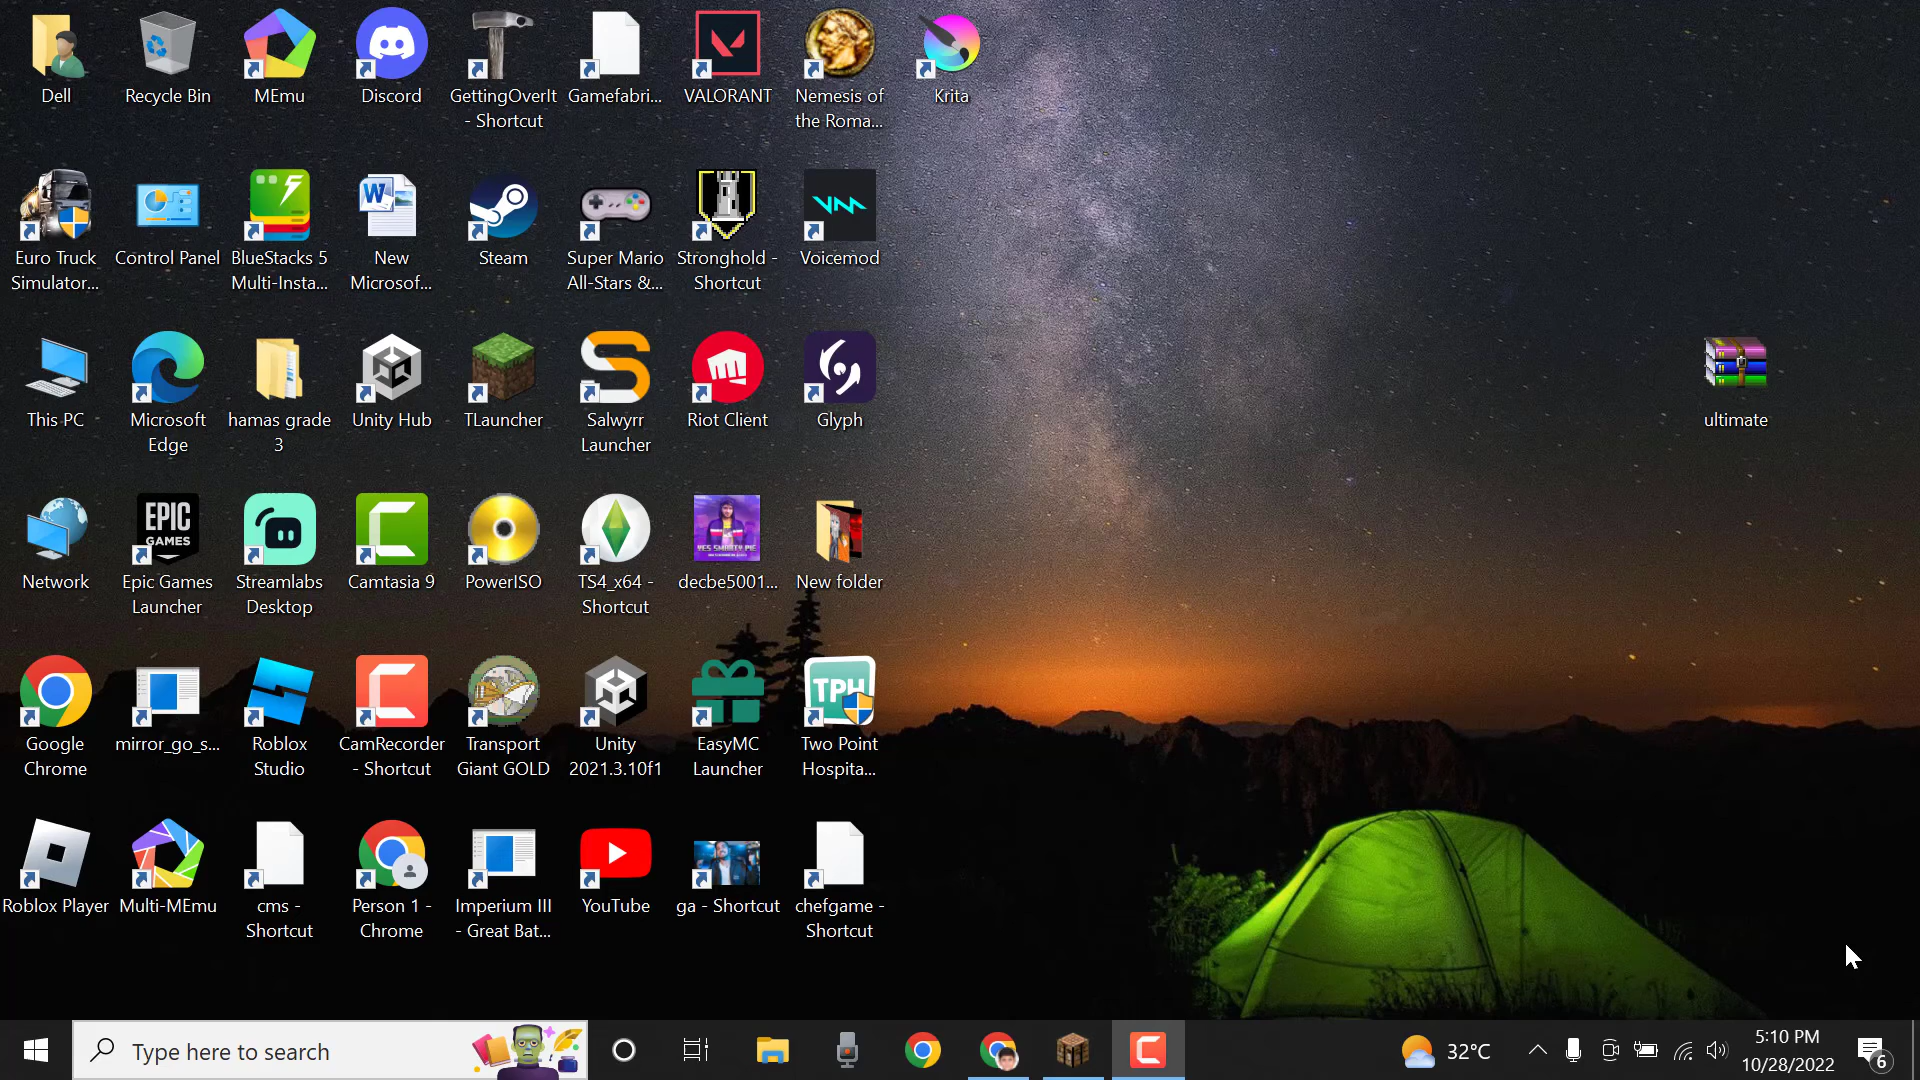 Dell
Recycle Bin
MEmu
Discord
GettingOverIt
- Shortcut
Gamefabri...
VALORANT
Nemesis of
the Roma...
Krita
Euro Truck
Simulator...
Control Panel
BlueStacks 5
Multi-Insta...
W
New
Microsof...
Steam
Super Mario
All-Stars &...
Stronghold -
Shortcut
Voicemod
This PC
Microsoft
Edge
hamas grade
3
Unity Hub
TLauncher
Salwyrr
Launcher
Riot Client
Glyph
ultimate
Network
EPIC
GAMES
Epic Games
Launcher
Streamlabs
Desktop
Camtasia 9
PowerISO
TS4_x64 -
Shortcut
YES SMARTY PIE
decbe5001...
New folder
Google
Chrome
mirror_go_s...
Roblox
Studio
CamRecorder
- Shortcut
Transport
Giant GOLD
Unity
2021.3.10f1
EasyMC
Launcher
TPH
Two Point
Hospita...
Roblox Player
Multi-MEmu
cms -
Shortcut
Person 1 -
Chrome
Imperium III
- Great Bat...
YouTube
ga - Shortcut
chefgame -
Shortcut
Type here to search
32°C
5:10 PM
10/28/2022
6